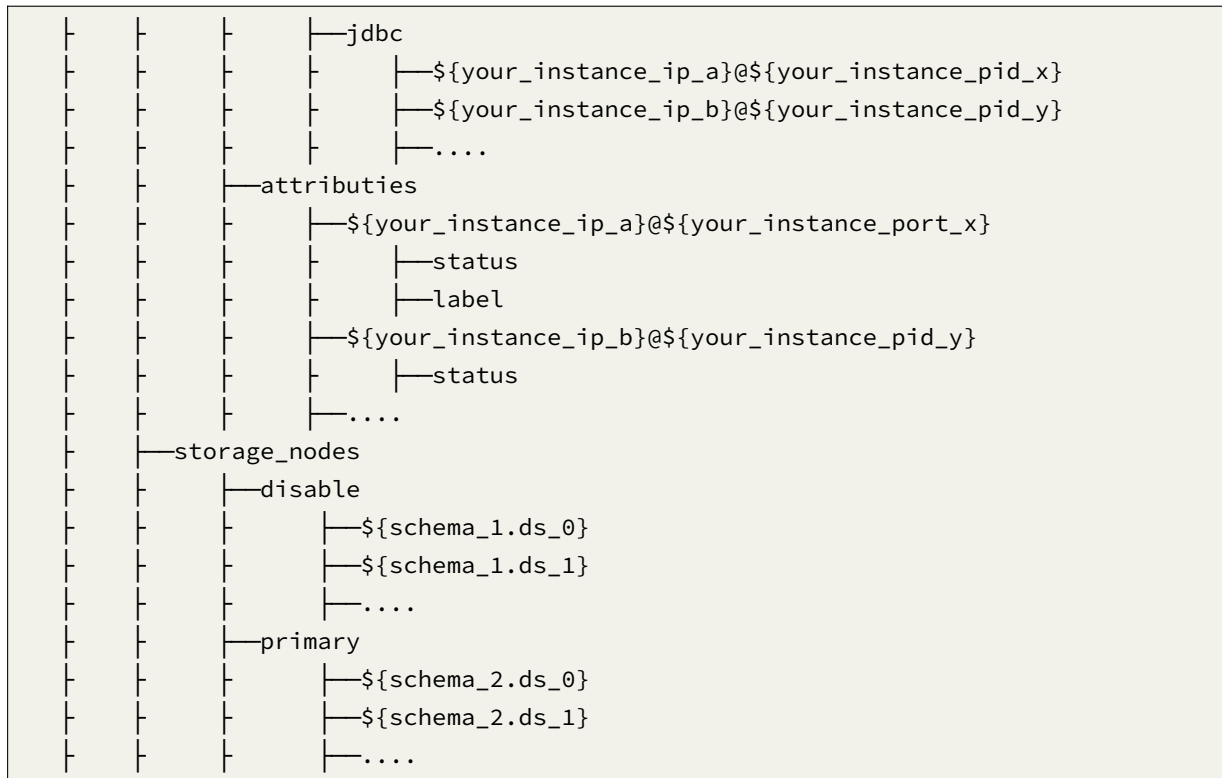 ├      ├      ├      ├──jdbc
├      ├      ├      ├      ├──${your_instance_ip_a}@${your_instance_pid_x}
├      ├      ├      ├      ├──${your_instance_ip_b}@${your_instance_pid_y}
├      ├      ├      ├      ├──....
├      ├      ├──attributies
├      ├      ├      ├──${your_instance_ip_a}@${your_instance_port_x}
├      ├      ├      ├      ├──status
├      ├      ├      ├      ├──label
├      ├      ├      ├──${your_instance_ip_b}@${your_instance_pid_y}
├      ├      ├      ├      ├──status
├      ├      ├      ├──....
├      ├──storage_nodes
├      ├      ├──disable
├      ├      ├       ├──${schema_1.ds_0}
├      ├      ├       ├──${schema_1.ds_1}
├      ├      ├       ├──....
├      ├      ├──primary
├      ├      ├       ├──${schema_2.ds_0}
├      ├      ├       ├──${schema_2.ds_1}
├      ├      ├       ├──....